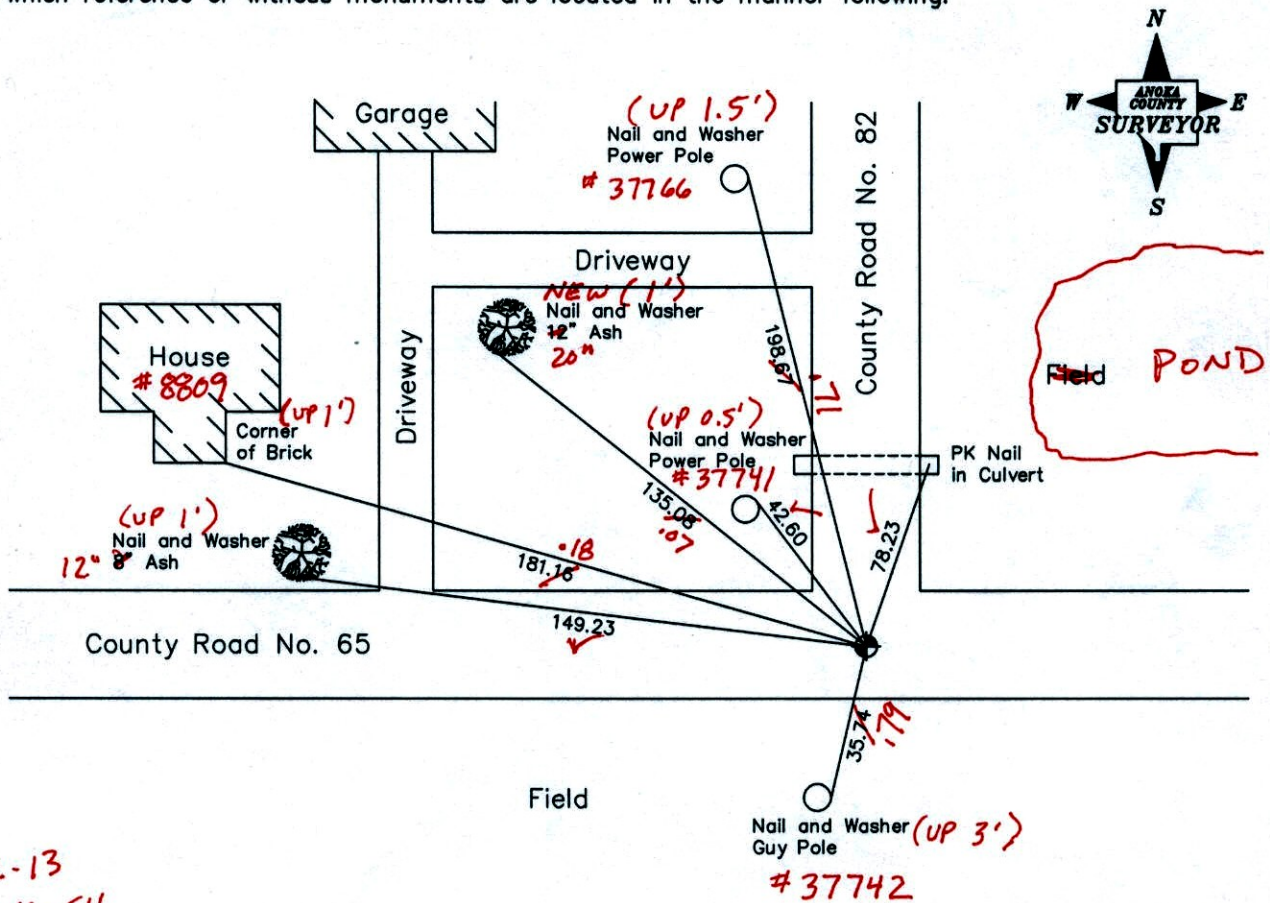 which reference or witness monuments are located in the manner following:
N
W
ANOKA
COUNTY
E
SURVEYOR
S
Garage
(UP 1.5')
Nail and Washer
Power Pole
# 37766
County Road No. 82
Driveway
NEW (1')
Nail and Washer
12" Ash
20"
House
# 8809
(UP 1')
Corner
of Brick
Driveway
198.67
.71
Field
POND
(UP 0.5')
Nail and Washer
Power Pole
# 37741
PK Nail
in Culvert
135.08
.07
42.60
78.23
(UP 1')
Nail and Washer
12" 8" Ash
.18
181.16
149.23
County Road No. 65
35.74
.79
Field
Nail and Washer (UP 3')
Guy Pole
# 37742
-13